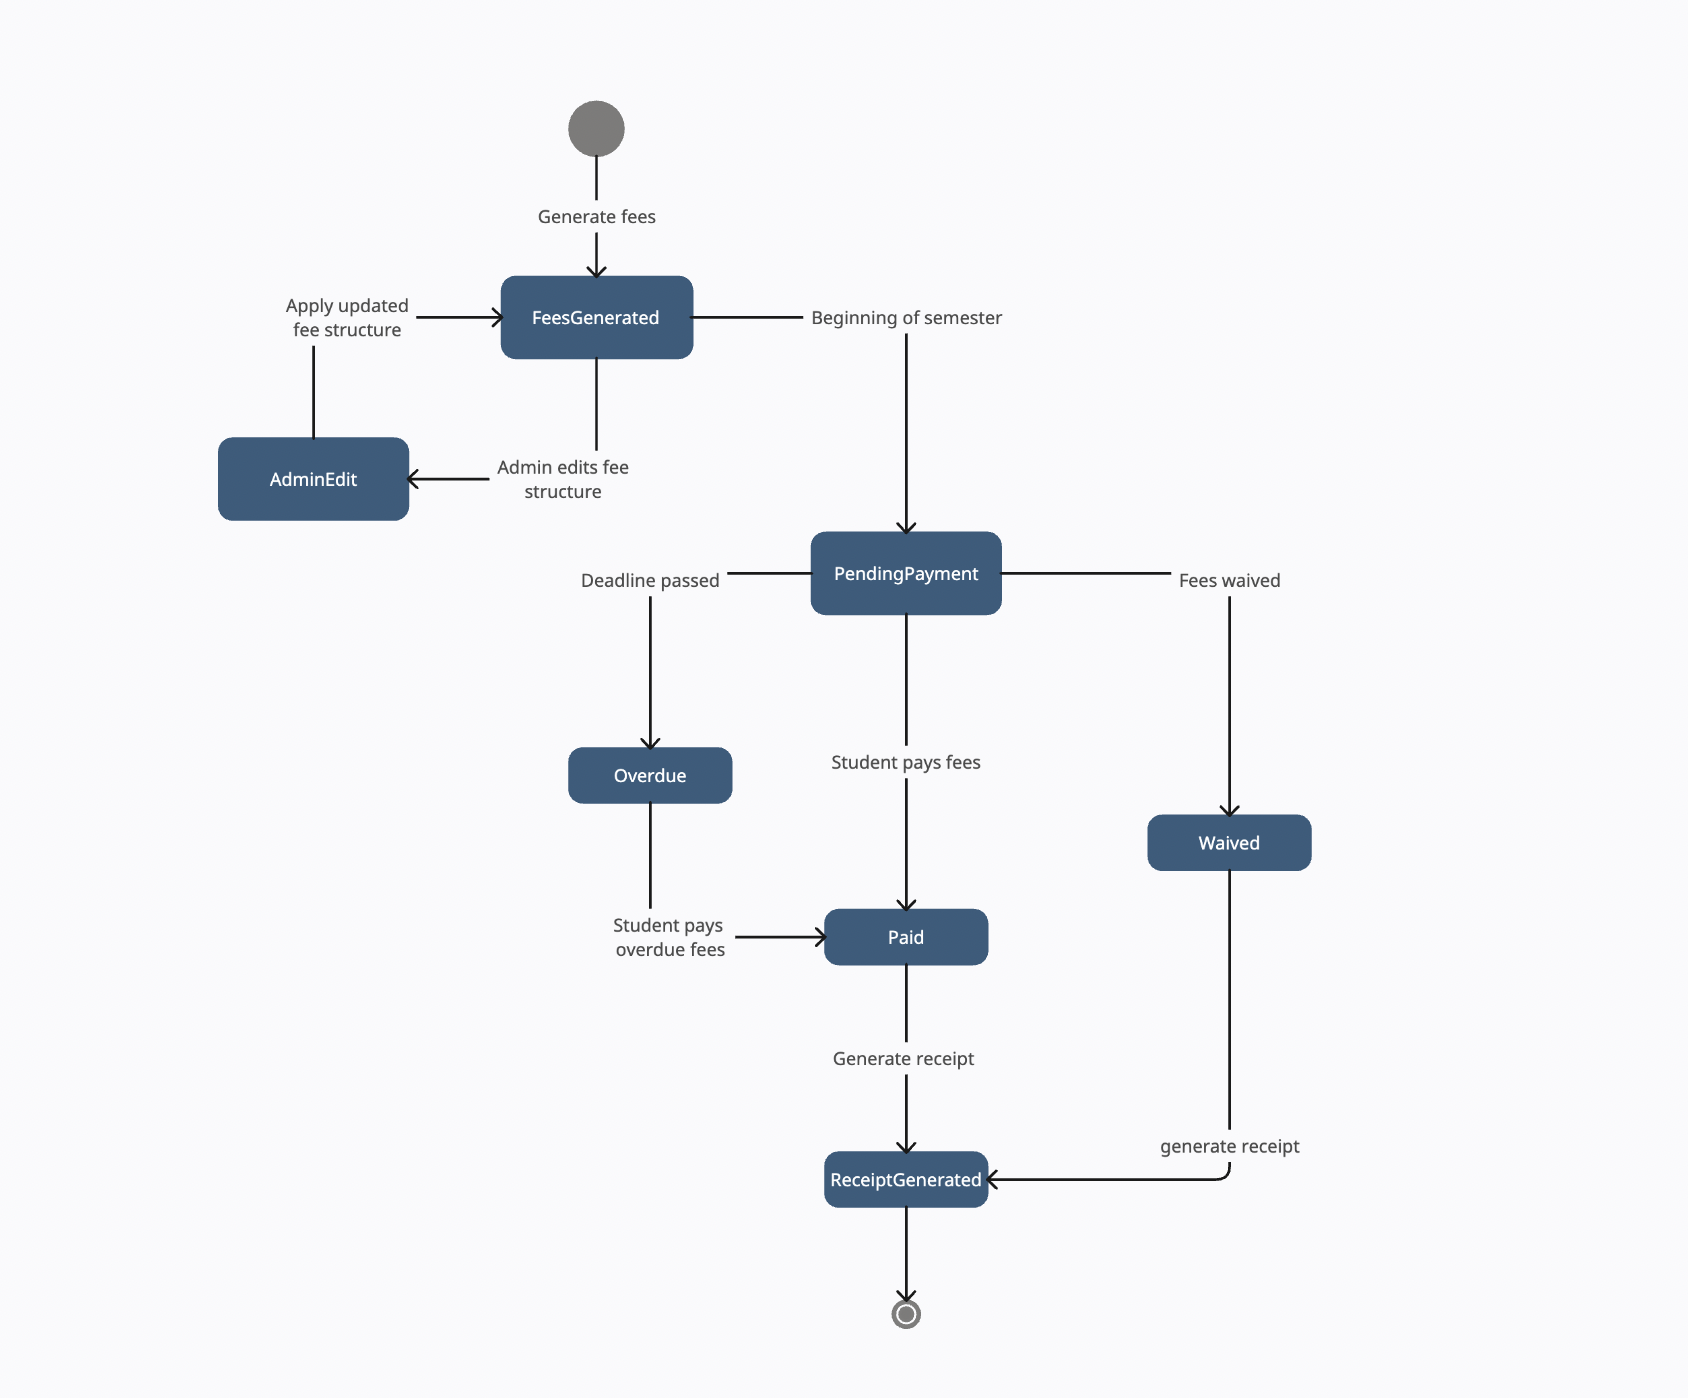 Generate fees
Apply updated
fee structure
FeesGenerated
Beginning of semester
AdminEdit
Admin edits fee
structure
Deadline passed
PendingPayment
Fees waived
Overdue
Student pays fees
Waived
Student pays
overdue fees
Paid
Generate receipt
generate receipt
ReceiptGenerated